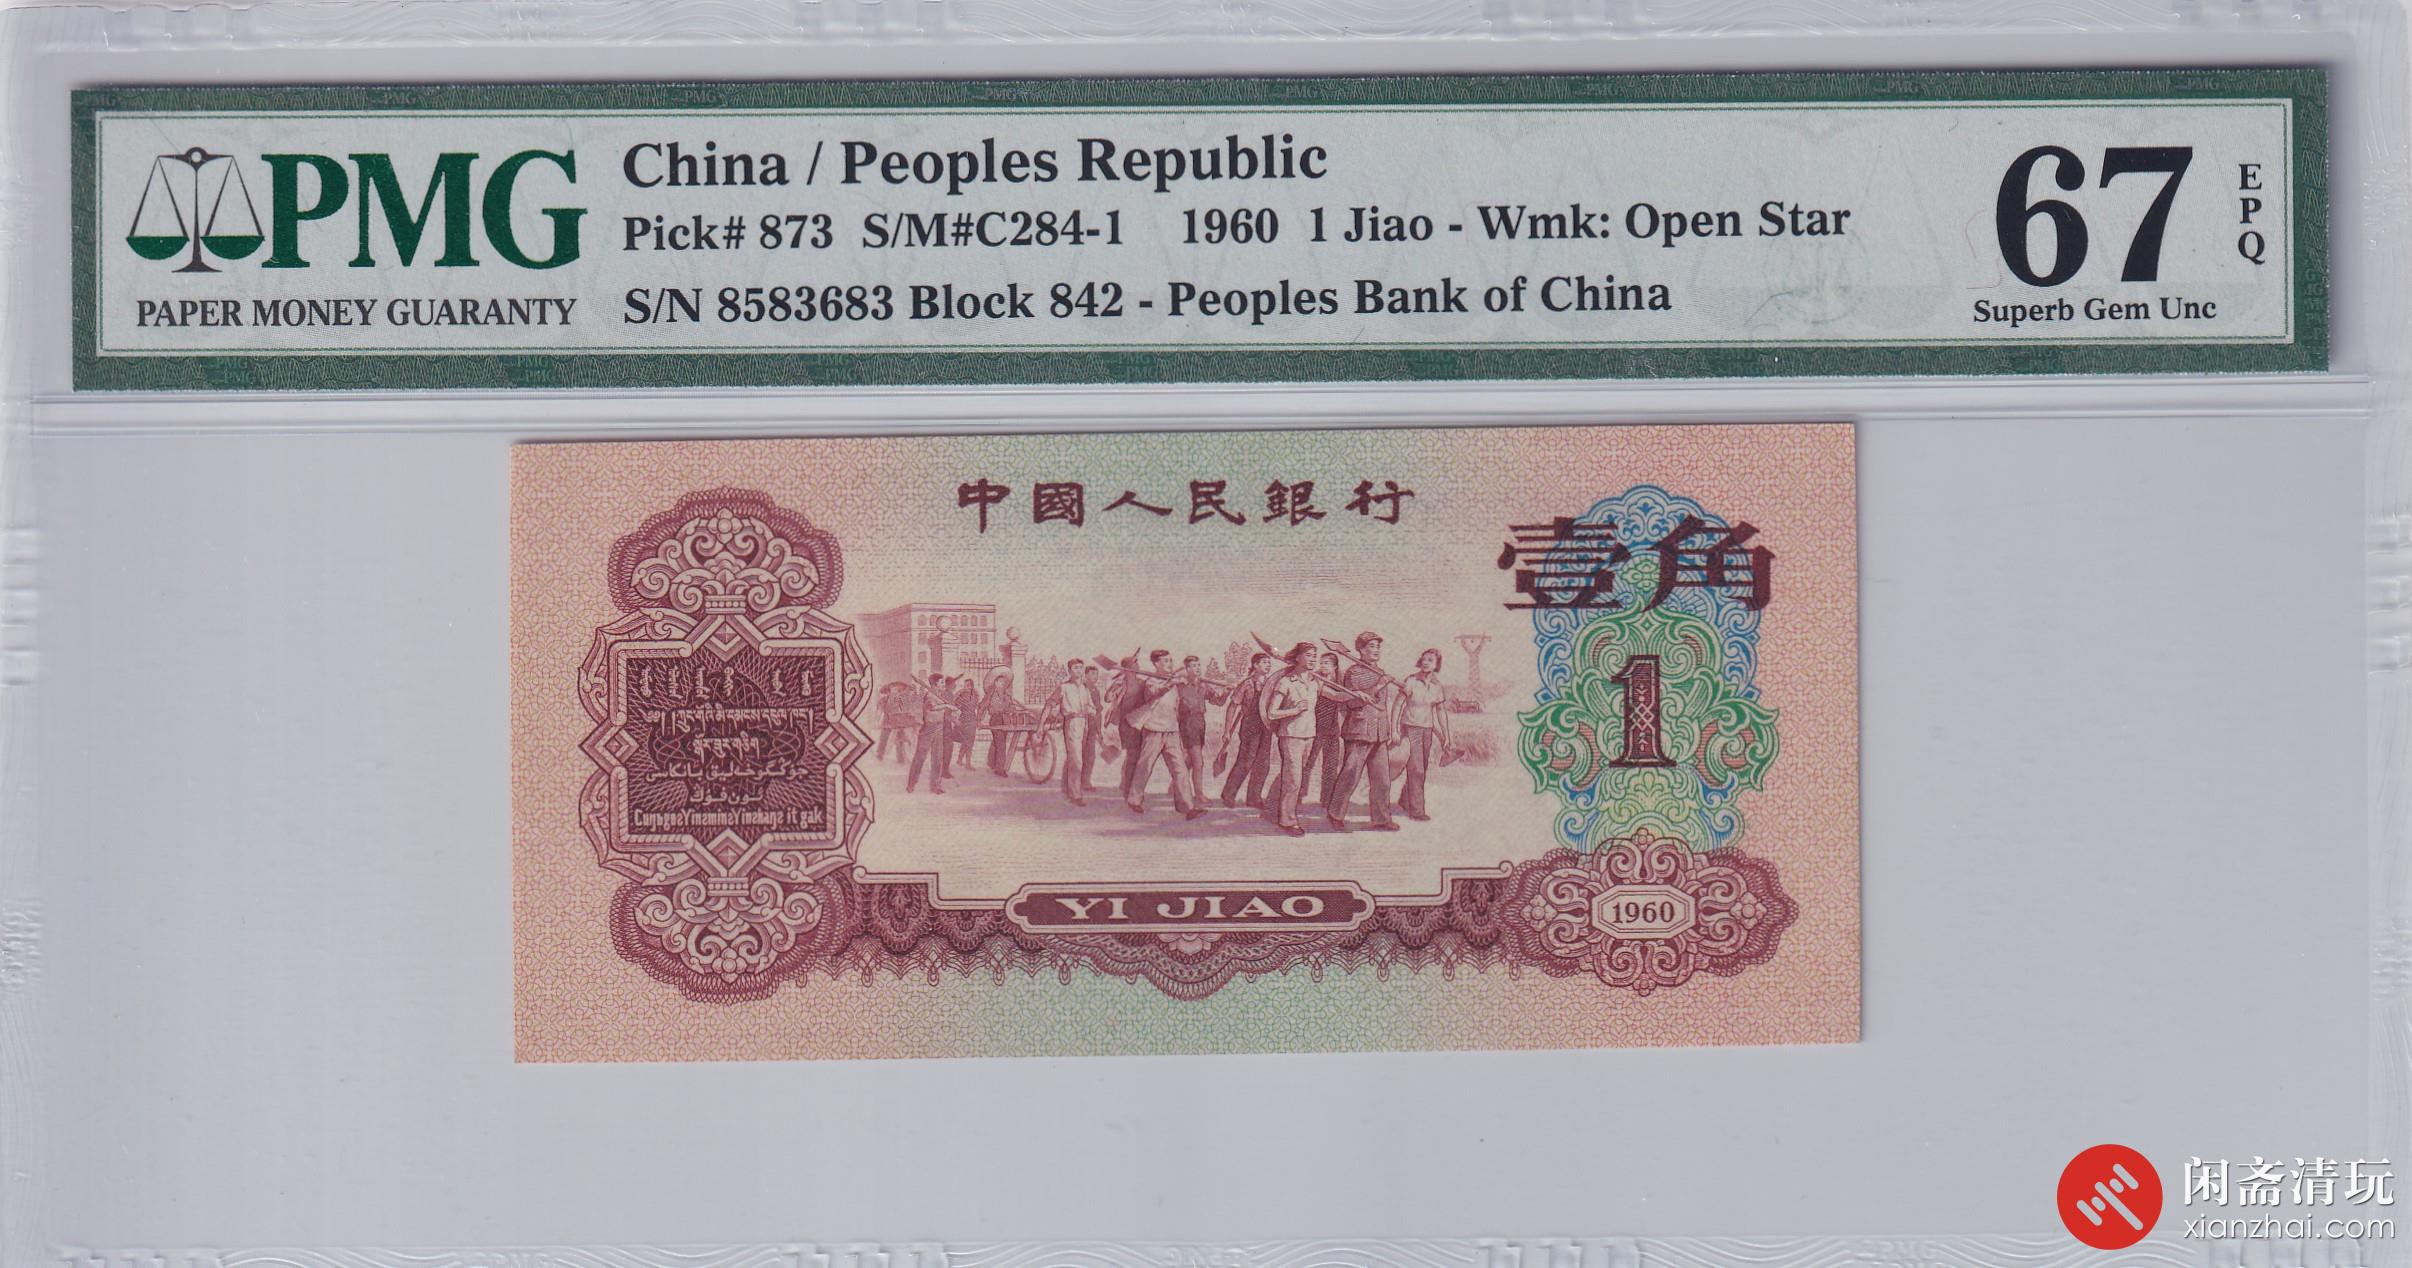 PMG
PAPER MONEY GUARANTY
China / Peoples Republic
Pick# 873 S/M#C284-1 1960 1 Jiao - Wmk: Open Star
S/N 8583683 Block 842 - Peoples Bank of China
67
EPQ
Superb Gem Unc
中國人民銀行
壹角
1
YI JIAO
1960
闲斋清玩
xianzhai.com